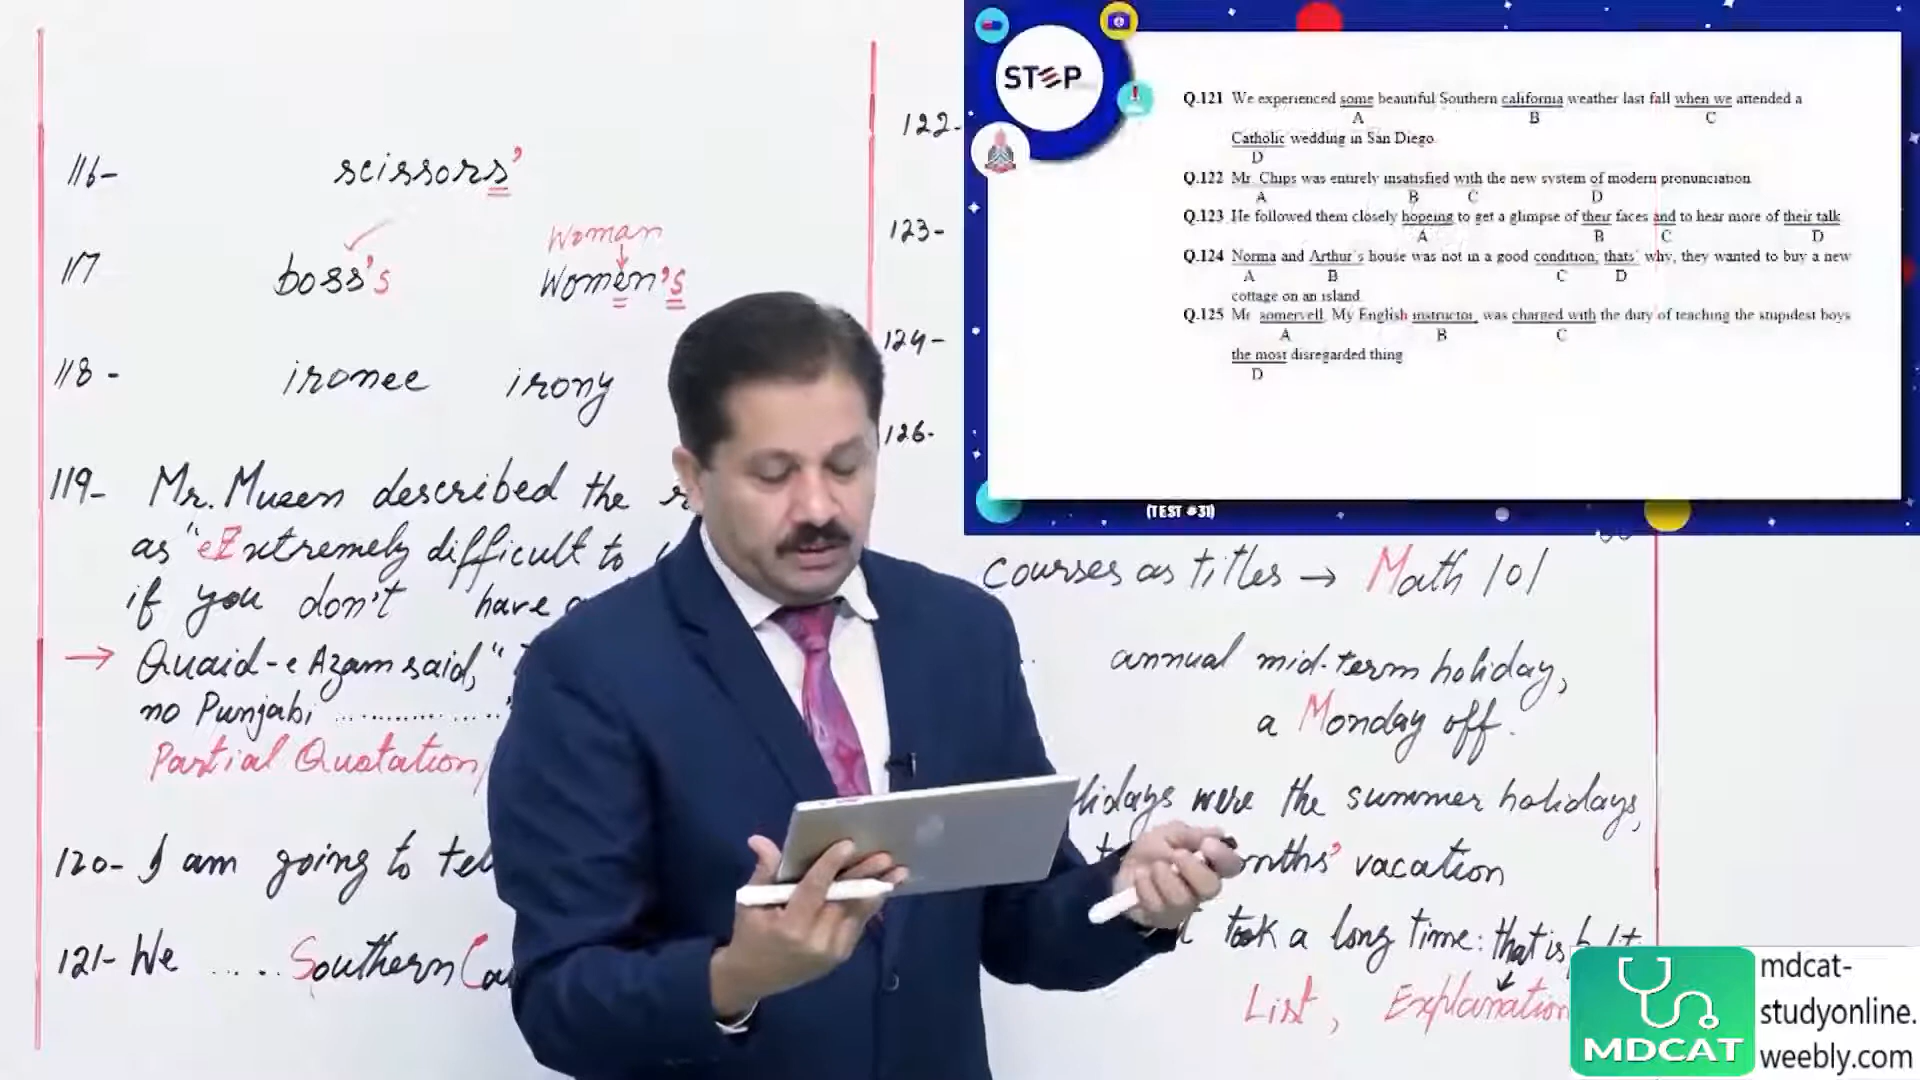 116- scissors'
117 boss's Women's
Woman
118- ironee irony
119- Mr. Mueen described the
as "eExtremely difficult to
if you don't have
→ Quaid-e Azam said,"
no Punjabi ..............
Partial Quotation
120- I am going to tell
121- We ..... Southern
122-
123-
124-
126-
STEP
Q.121 We experienced some beautiful Southern california weather last fall when we attended a
A B C
Catholic wedding in San Diego
D
Q.122 Mr. Chips was entirely insatisfied with the new system of modern pronunciation
A B C D
Q.123 He followed them closely hopeing to get a glimpse of their faces and to hear more of their talk
A B C D
Q.124 Norma and Arthur's house was not in a good condition; thats' why, they wanted to buy a new
A B C D
cottage on an island
Q.125 Mr somervell, My English instructor, was charged with the duty of teaching the stupidest boys
A B C
the most disregarded thing
D
(TEST #31)
courses as titles → Math 101
annual mid-term holiday,
a Monday off.
were the summer holidays,
vacation
took a long time: that is
List, Explanation
MDCAT
mdcat-
studyonline.
weebly.com